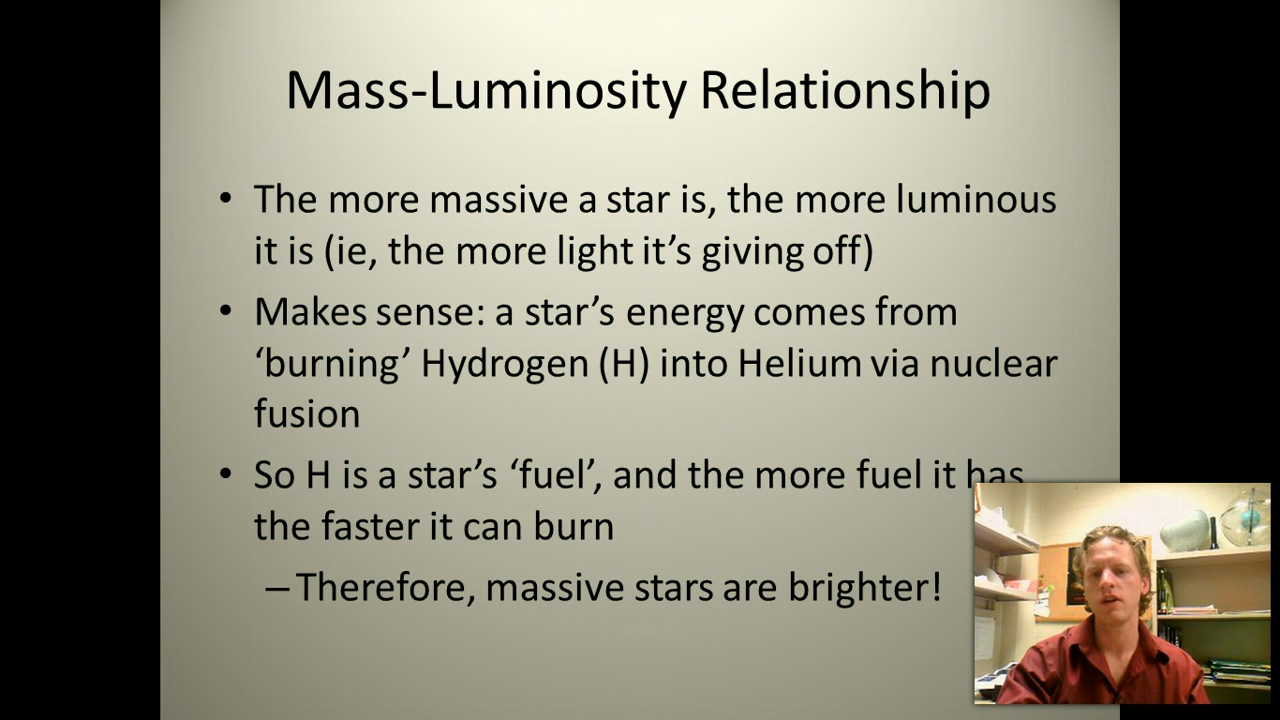 Mass-Luminosity Relationship
• The more massive a star is, the more luminous
it is (ie, the more light it’s giving off)
• Makes sense: a star’s energy comes from
‘burning’ Hydrogen (H) into Helium via nuclear
fusion
• So H is a star’s ‘fuel’, and the more fuel it has
the faster it can burn
– Therefore, massive stars are brighter!